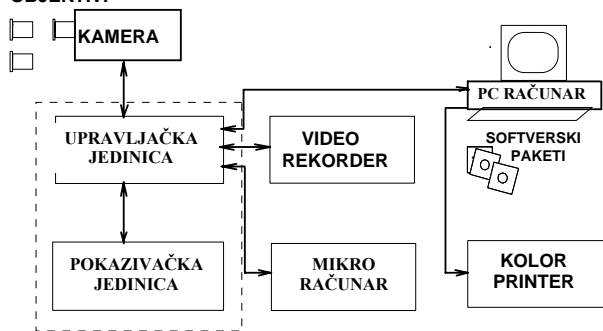 OBJEKTIVI
KAMERA
PC RAČUNAR
UPRAVLJAČKA
JEDINICA
VIDEO
REKORDER
SOFTVERSKI
PAKETI
POKAZIVAČKA
JEDINICA
MIKRO
RAČUNAR
KOLOR
PRINTER